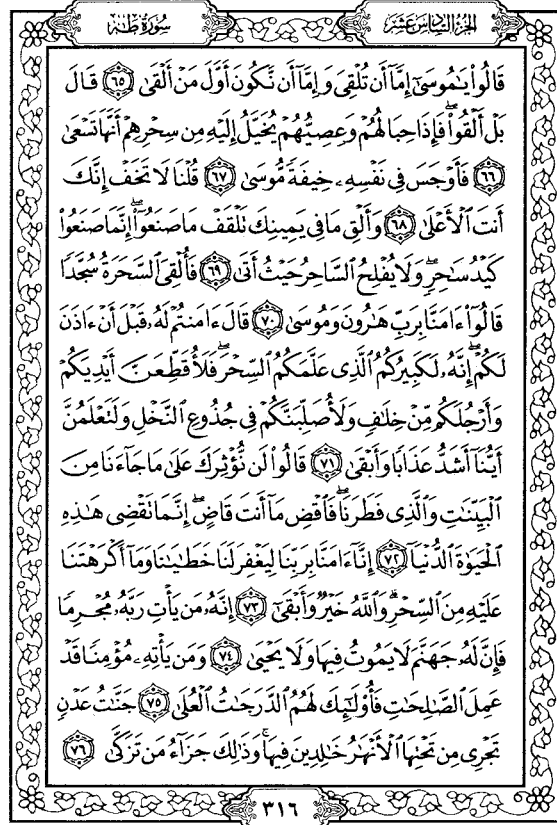 الجزء السادس عشر
سورة طه
قَالُوا۟ يَـٰمُوسَىٰٓ إِمَّآ أَن تُلْقِىَ وَإِمَّآ أَن نَّكُونَ أَوَّلَ مَنْ أَلْقَىٰ ٦٥ قَالَ
بَلْ أَلْقُوا۟ۖ فَإِذَا حِبَالُهُمْ وَعِصِيُّهُمْ يُخَيَّلُ إِلَيْهِ مِن سِحْرِهِمْ أَنَّهَا تَسْعَىٰ
٦٦ فَأَوْجَسَ فِى نَفْسِهِۦ خِيفَةً مُّوسَىٰ ٦٧ قُلْنَا لَا تَخَفْ إِنَّكَ
أَنتَ ٱلْأَعْلَىٰ ٦٨ وَأَلْقِ مَا فِى يَمِينِكَ تَلْقَفْ مَا صَنَعُوٓا۟ۖ إِنَّمَا صَنَعُوا۟
كَيْدُ سَـٰحِرٍۖ وَلَا يُفْلِحُ ٱلسَّاحِرُ حَيْثُ أَتَىٰ ٦٩ فَأُلْقِىَ ٱلسَّحَرَةُ سُجَّدًا
قَالُوٓا۟ ءَامَنَّا بِرَبِّ هَـٰرُونَ وَمُوسَىٰ ٧٠ قَالَ ءَامَنتُمْ لَهُۥ قَبْلَ أَنْ ءَاذَنَ
لَكُمْۖ إِنَّهُۥ لَكَبِيرُكُمُ ٱلَّذِى عَلَّمَكُمُ ٱلسِّحْرَۖ فَلَأُقَطِّعَنَّ أَيْدِيَكُمْ
وَأَرْجُلَكُم مِّنْ خِلَـٰفٍ وَلَأُصَلِّبَنَّكُمْ فِى جُذُوعِ ٱلنَّخْلِ وَلَتَعْلَمُنَّ
أَيُّنَآ أَشَدُّ عَذَابًا وَأَبْقَىٰ ٧١ قَالُوا۟ لَن نُّؤْثِرَكَ عَلَىٰ مَا جَآءَنَا مِنَ
ٱلْبَيِّنَـٰتِ وَٱلَّذِى فَطَرَنَاۖ فَٱقْضِ مَآ أَنتَ قَاضٍۖ إِنَّمَا تَقْضِى هَـٰذِهِ
ٱلْحَيَوٰةَ ٱلدُّنْيَآ ٧٢ إِنَّآ ءَامَنَّا بِرَبِّنَا لِيَغْفِرَ لَنَا خَطَـٰيَـٰنَا وَمَآ أَكْرَهْتَنَا
عَلَيْهِ مِنَ ٱلسِّحْرِۗ وَٱللَّهُ خَيْرٌ وَأَبْقَىٰٓ ٧٣ إِنَّهُۥ مَن يَأْتِ رَبَّهُۥ مُجْرِمًا
فَإِنَّ لَهُۥ جَهَنَّمَ لَا يَمُوتُ فِيهَا وَلَا يَحْيَىٰ ٧٤ وَمَن يَأْتِهِۦ مُؤْمِنًا قَدْ
عَمِلَ ٱلصَّـٰلِحَـٰتِ فَأُو۟لَـٰٓئِكَ لَهُمُ ٱلدَّرَجَـٰتُ ٱلْعُلَىٰ ٧٥ جَنَّـٰتُ عَدْنٍ
تَجْرِى مِن تَحْتِهَا ٱلْأَنْهَـٰرُ خَـٰلِدِينَ فِيهَاۚ وَذَٰلِكَ جَزَآءُ مَن تَزَكَّىٰ ٧٦
٣١٦